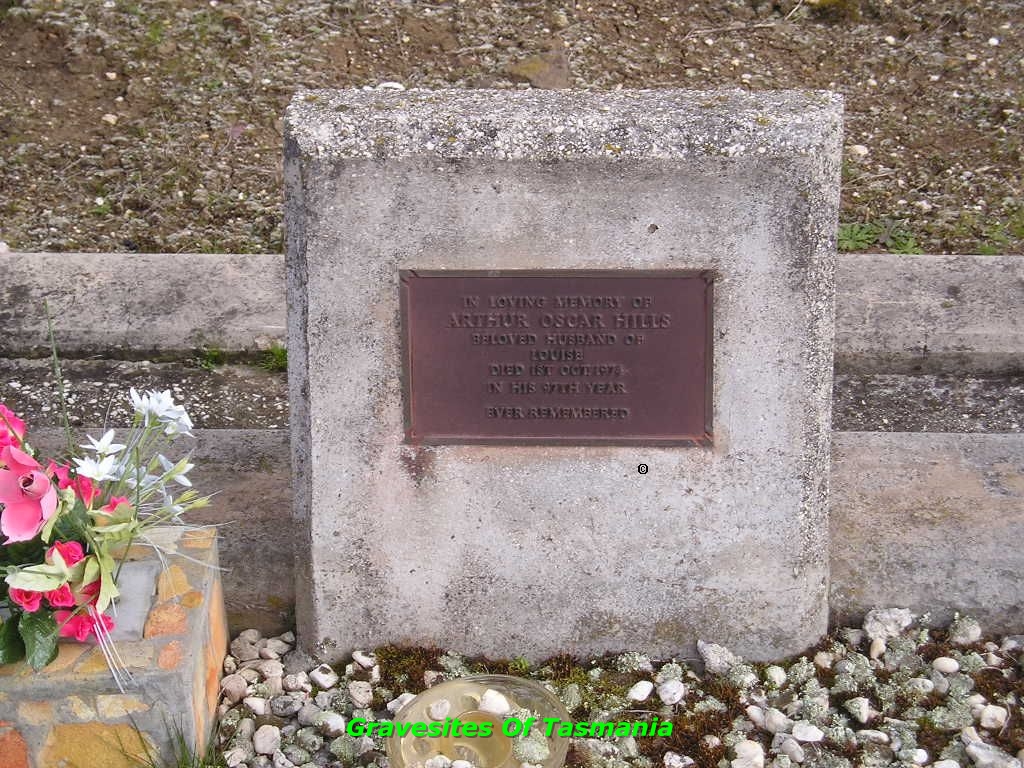 IN LOVING MEMORY OF
ARTHUR OSCAR HILLS
BELOVED HUSBAND OF
LOUISE
DIED 1ST OCT
IN HIS 97TH YEAR
EVER REMEMBERED
©
Gravesites Of Tasmania